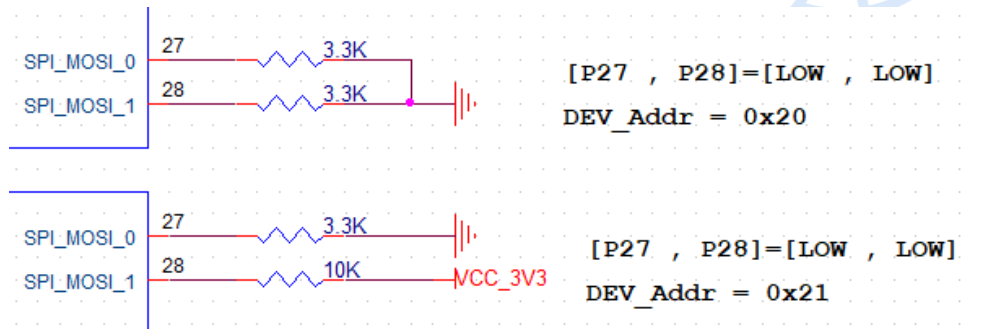 27
SPI_MOSI_0
3.3K
[P27 , P28]=[LOW , LOW]
28
SPI_MOSI_1
3.3K
DEV_Addr = 0x20
27
SPI_MOSI_0
3.3K
[P27 , P28]=[LOW , LOW]
28
SPI_MOSI_1
10K
VCC_3V3
DEV_Addr = 0x21